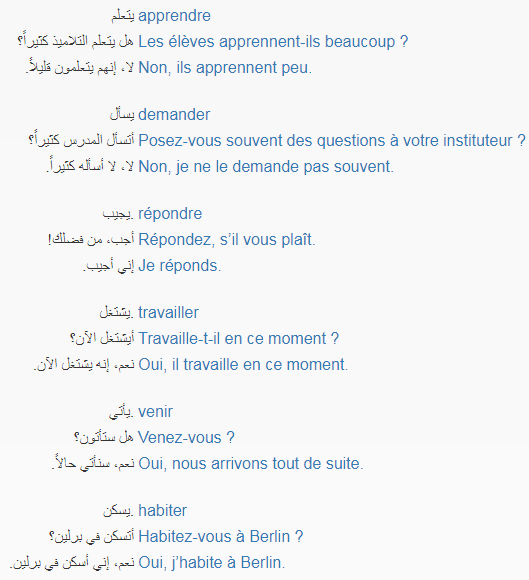 يتعلم apprendre
هل يتعلم التلاميذ كثيراً؟ Les élèves apprennent-ils beaucoup ?
لا، إنهم يتعلمون قليلاً. Non, ils apprennent peu.
يسأل demander
أتسأل المدرس كثيراً؟ Posez-vous souvent des questions à votre instituteur ?
لا، لا أسأله كثيراً. Non, je ne le demande pas souvent.
يجيب. répondre
أجب، من فضلك! Répondez, s’il vous plaît.
إني أجيب. Je réponds.
يشتغل. travailler
أيشتغل الآن؟ Travaille-t-il en ce moment ?
نعم، إنه يشتغل الآن. Oui, il travaille en ce moment.
يأتي. venir
هل ستأتون؟ Venez-vous ?
نعم، سنأتي حالاً. Oui, nous arrivons tout de suite.
يسكن. habiter
أتسكن في برلين؟ Habitez-vous à Berlin ?
نعم، إني أسكن في برلين. Oui, j’habite à Berlin.